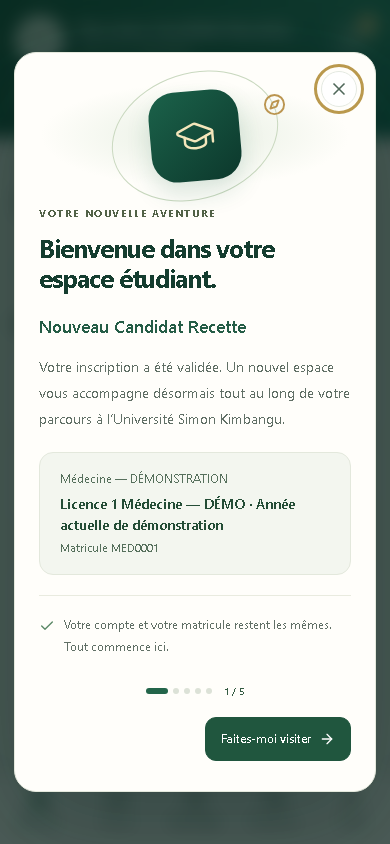 VOTRE NOUVELLE AVENTURE
Bienvenue dans votre
espace étudiant.
Nouveau Candidat Recette
Votre inscription a été validée. Un nouvel espace
vous accompagne désormais tout au long de votre
parcours à l'Université Simon Kimbangu.
Médecine — DÉMONSTRATION
Licence 1 Médecine — DÉMO · Année
actuelle de démonstration
Matricule MED0001
Votre compte et votre matricule restent les mêmes.
Tout commence ici.
1 / 5
Faites-moi visiter